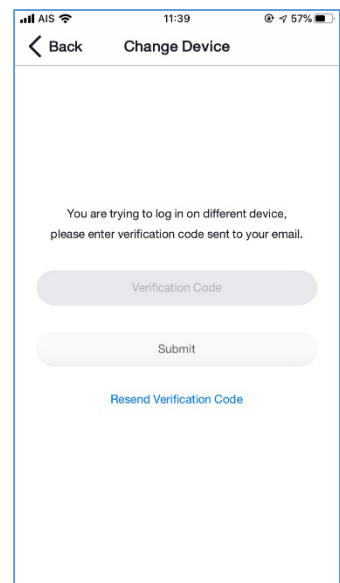 AIS 11:39 57%
Back Change Device
You are trying to log in on different device,
please enter verification code sent to your email.
Verification Code
Submit
Resend Verification Code